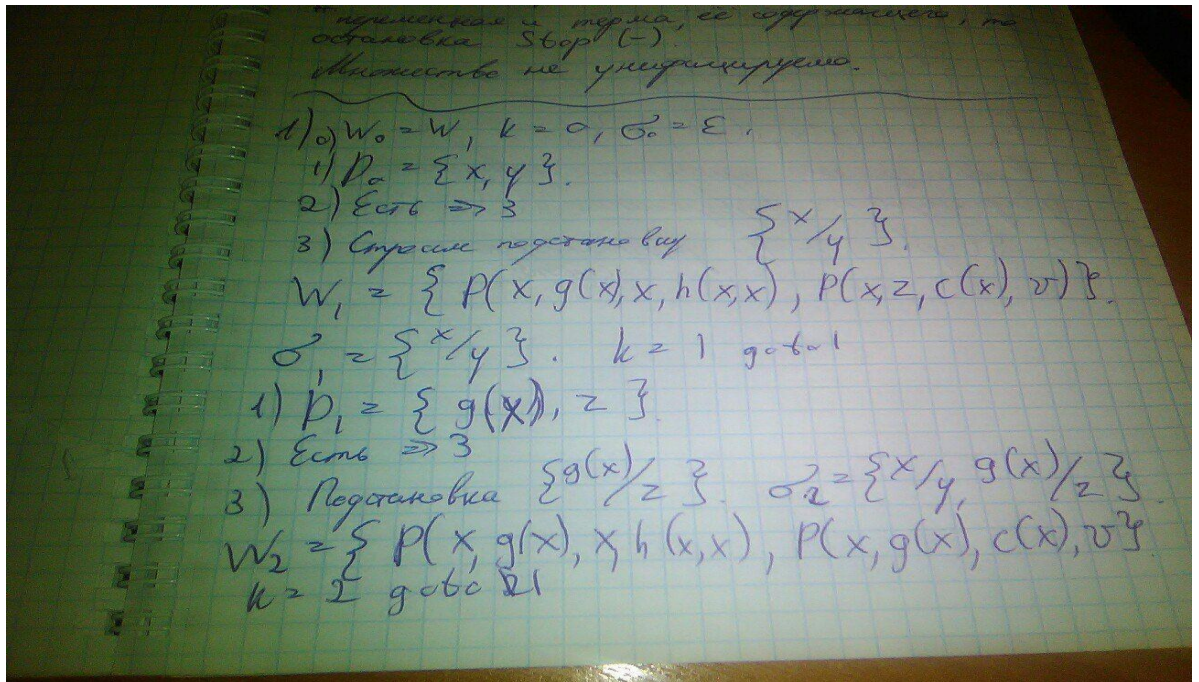 переменная и терма, её содержащего, то
остановка Stop (-).
Множество не унифицируемо.
1) 0) W₀ = W, k = 0, σ₀ = ε.
1) D₀ = {x, y}.
2) Есть => 3
3) Строим подстановку {x/y}.
W₁ = { P(x, g(x), x, h(x,x), P(x, z, c(x), v)}.
σ₁ = {x/y}. k = 1 goto 1
1) D₁ = { g(x), z }.
2) Есть => 3
3) Подстановка {g(x)/z}. σ₂ = {x/y, g(x)/z}.
W₂ = { P(x, g(x), x, h(x,x), P(x, g(x), c(x), v}.
k = 2 goto 1